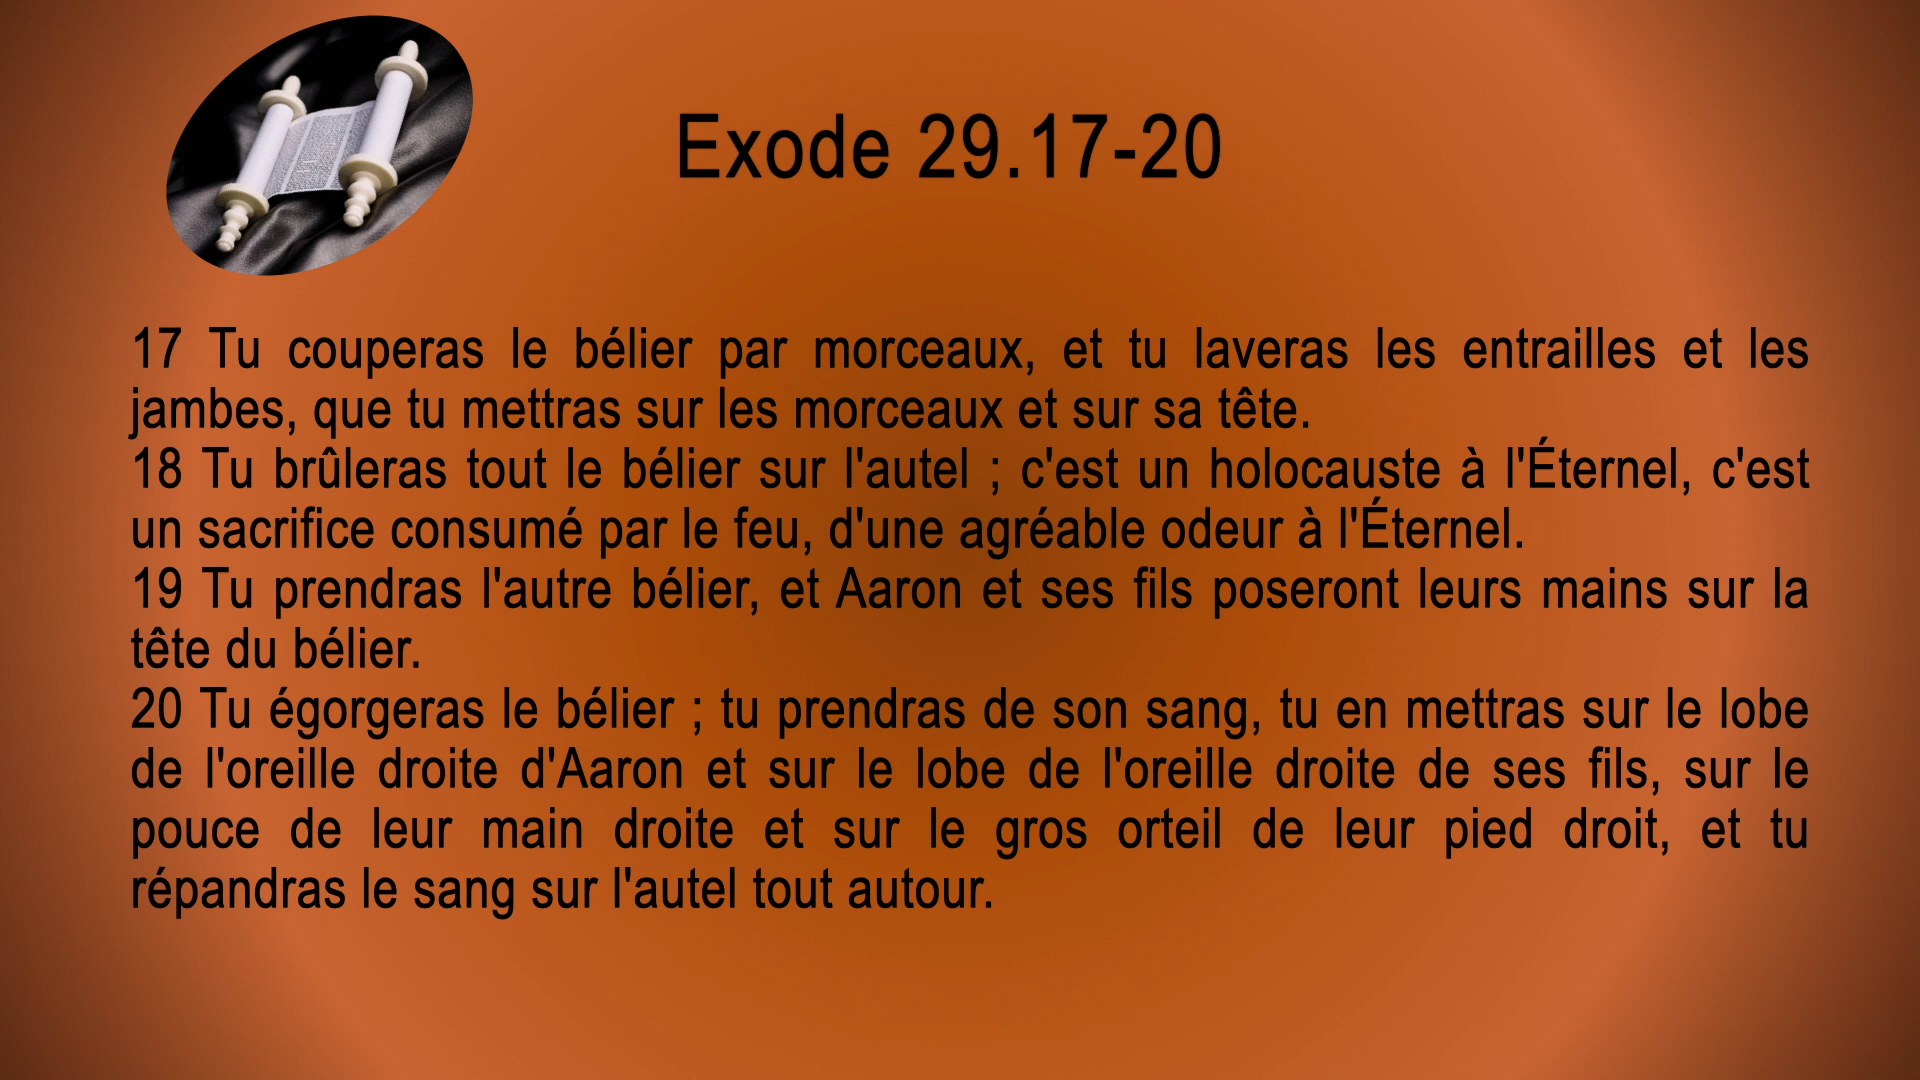 Exode 29.17-20
17 Tu couperas le bélier par morceaux, et tu laveras les entrailles et les
jambes, que tu mettras sur les morceaux et sur sa tête.
18 Tu brûleras tout le bélier sur l'autel ; c'est un holocauste à l'Éternel, c'est
un sacrifice consumé par le feu, d'une agréable odeur à l'Éternel.
19 Tu prendras l'autre bélier, et Aaron et ses fils poseront leurs mains sur la
tête du bélier.
20 Tu égorgeras le bélier ; tu prendras de son sang, tu en mettras sur le lobe
de l'oreille droite d'Aaron et sur le lobe de l'oreille droite de ses fils, sur le
pouce de leur main droite et sur le gros orteil de leur pied droit, et tu
répandras le sang sur l'autel tout autour.